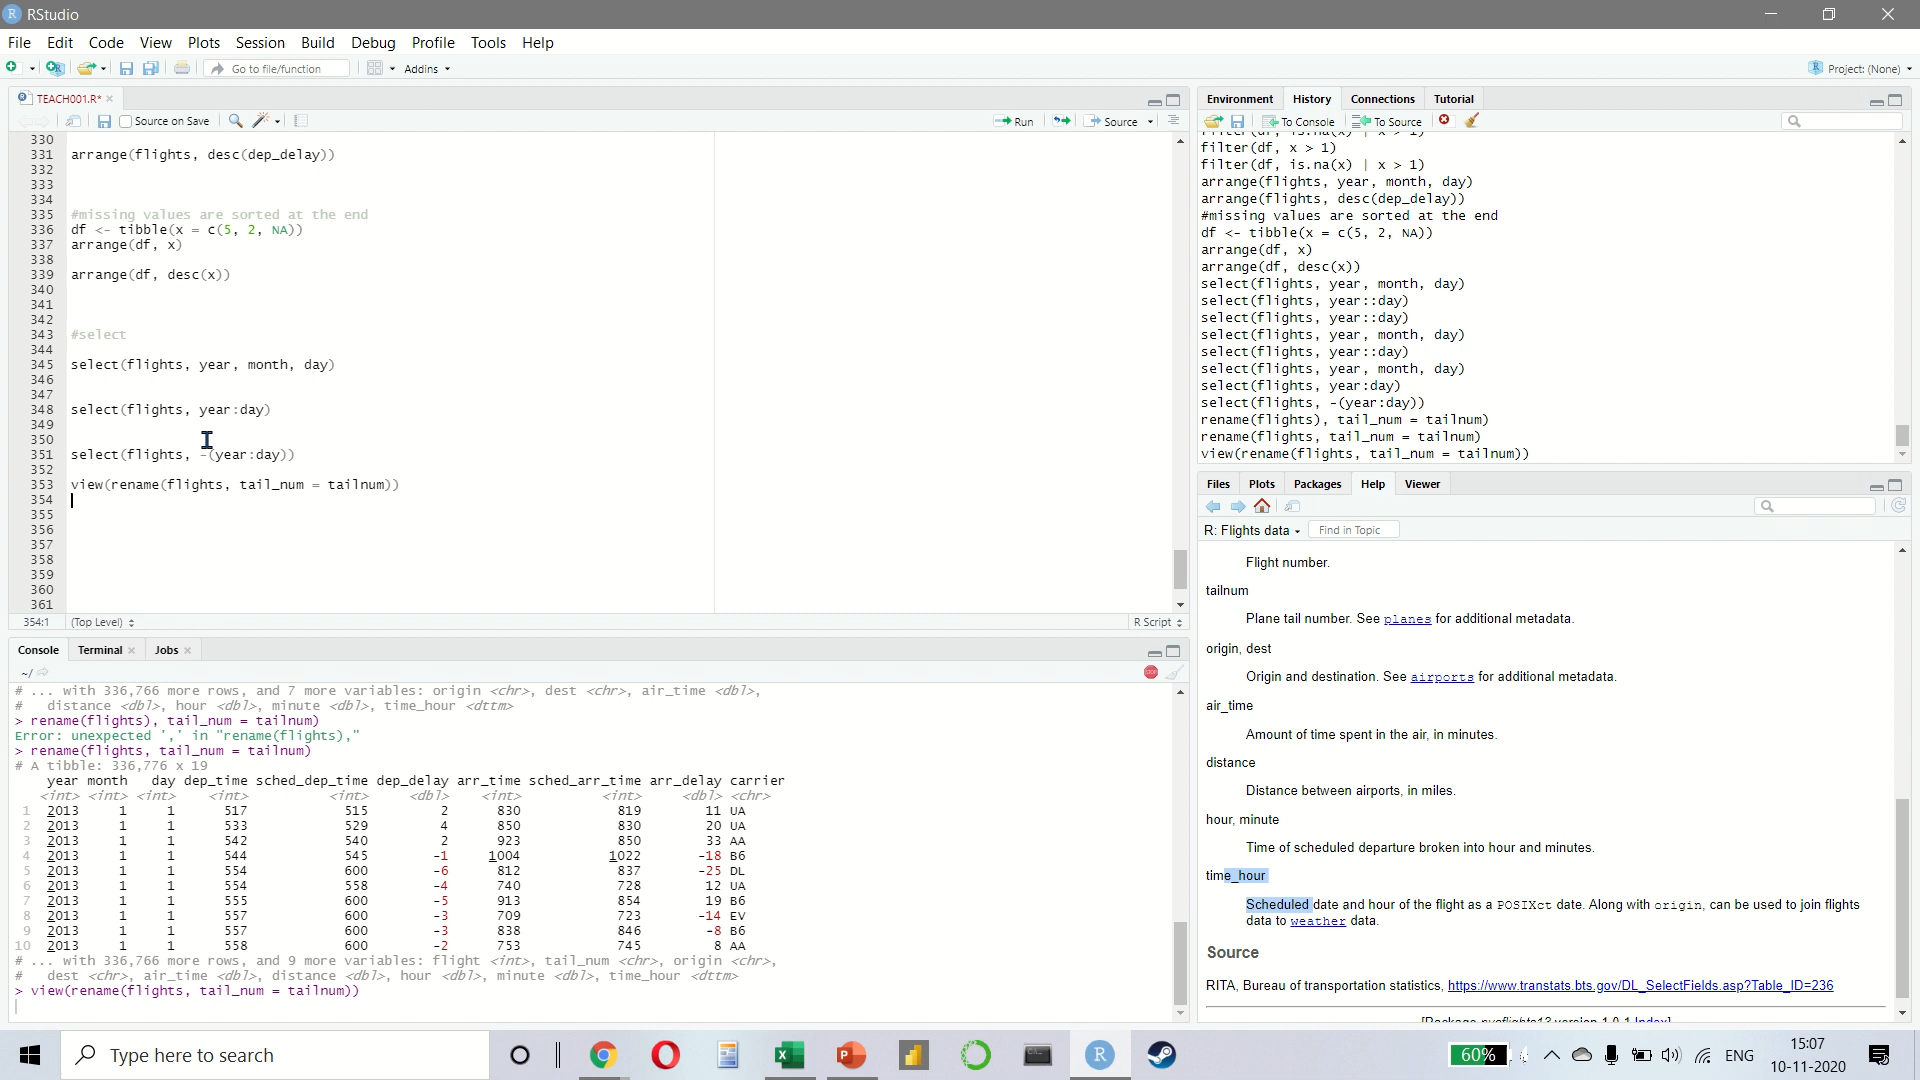 RStudio
File Edit Code View Plots Session Build Debug Profile Tools Help
Go to file/function Addins Project: (None)
TEACH001.R*
Source on Save Run Source
330
331 arrange(flights, desc(dep_delay))
332
333
334
335 #missing values are sorted at the end
336 df <- tibble(x = c(5, 2, NA))
337 arrange(df, x)
338
339 arrange(df, desc(x))
340
341
342
343 #select
344
345 select(flights, year, month, day)
346
347
348 select(flights, year:day)
349
350
351 select(flights, -(year:day))
352
353 view(rename(flights, tail_num = tailnum))
354
355
356
357
358
359
360
361
354:1 (Top Level) R Script
Console Terminal Jobs
~/
# ... with 336,766 more rows, and 7 more variables: origin <chr>, dest <chr>, air_time <dbl>,
# distance <dbl>, hour <dbl>, minute <dbl>, time_hour <dttm>
> rename(flights), tail_num = tailnum)
Error: unexpected ',' in "rename(flights),"
> rename(flights, tail_num = tailnum)
# A tibble: 336,776 x 19
year month day dep_time sched_dep_time dep_delay arr_time sched_arr_time arr_delay carrier
<int> <int> <int> <int> <int> <dbl> <int> <int> <dbl> <chr>
1 2013 1 1 517 515 2 830 819 11 UA
2 2013 1 1 533 529 4 850 830 20 UA
3 2013 1 1 542 540 2 923 850 33 AA
4 2013 1 1 544 545 -1 1004 1022 -18 B6
5 2013 1 1 554 600 -6 812 837 -25 DL
6 2013 1 1 554 558 -4 740 728 12 UA
7 2013 1 1 555 600 -5 913 854 19 B6
8 2013 1 1 557 600 -3 709 723 -14 EV
9 2013 1 1 557 600 -3 838 846 -8 B6
10 2013 1 1 558 600 -2 753 745 8 AA
# ... with 336,766 more rows, and 9 more variables: flight <int>, tail_num <chr>, origin <chr>,
# dest <chr>, air_time <dbl>, distance <dbl>, hour <dbl>, minute <dbl>, time_hour <dttm>
> view(rename(flights, tail_num = tailnum))
Environment History Connections Tutorial
To Console To Source
filter(df, is.na(x) | x > 1)
filter(df, x > 1)
filter(df, is.na(x) | x > 1)
arrange(flights, year, month, day)
arrange(flights, desc(dep_delay))
#missing values are sorted at the end
df <- tibble(x = c(5, 2, NA))
arrange(df, x)
arrange(df, desc(x))
select(flights, year, month, day)
select(flights, year::day)
select(flights, year::day)
select(flights, year, month, day)
select(flights, year::day)
select(flights, year, month, day)
select(flights, year:day)
select(flights, -(year:day))
rename(flights), tail_num = tailnum)
rename(flights, tail_num = tailnum)
view(rename(flights, tail_num = tailnum))
Files Plots Packages Help Viewer
R: Flights data Find in Topic
Flight number.
tailnum
Plane tail number. See planes for additional metadata.
origin, dest
Origin and destination. See airports for additional metadata.
air_time
Amount of time spent in the air, in minutes.
distance
Distance between airports, in miles.
hour, minute
Time of scheduled departure broken into hour and minutes.
time_hour
Scheduled date and hour of the flight as a POSIXct date. Along with origin, can be used to join flights
data to weather data.
Source
RITA, Bureau of transportation statistics, https://www.transtats.bts.gov/DL_SelectFields.asp?Table_ID=236
[Package nycflights13 version 1.0.1 Index]
Type here to search
60% ENG 15:07
10-11-2020